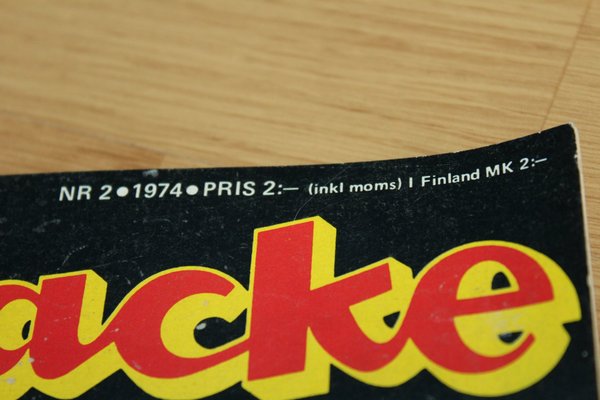 NR 2 ● 1974 ● PRIS 2:— (inkl moms) I Finland MK 2:—
acke